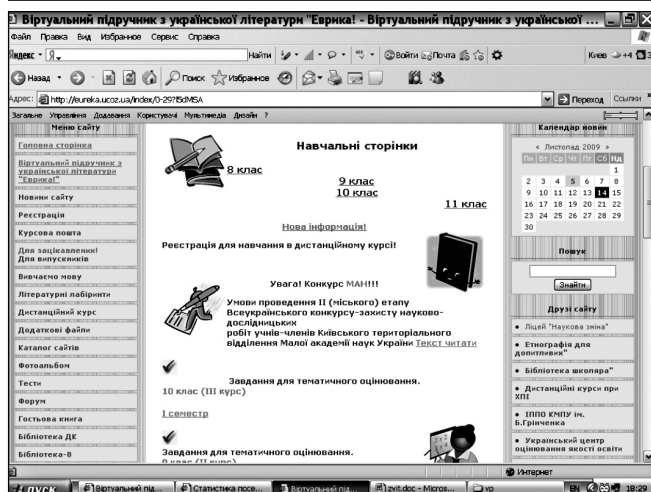 Віртуальний підручник з української літератури "Еврика! - Віртуальний підручник з української ...
Файл Правка Вид Избранное Сервис Справка
Яндекс Я Найти Войти Почта Киев +4
Назад Поиск Избранное
Адрес: http://eureka.ucoz.ua/index/0-29?l5dMSA Переход Ссылки
Загальне Управління Додавання Користувачі Мультимедіа Дизайн ?
Меню сайту
Головна сторінка
Віртуальний підручник з
української літератури
"Еврика!"
Новини сайту
Реєстрація
Курсова пошта
Для зацікавлених!
Для випускників
Вивчаємо мову
Літературні лабіринти
Дистанційний курс
Додаткові файли
Каталог сайтів
Фотоальбом
Тести
Форум
Гостьова книга
Бібліотека ДК
Бібліотека-8
Навчальні сторінки
8 клас
9 клас
10 клас
11 клас
Нова інформація!
Реєстрація для навчання в дистанційному курсі!
Увага! Конкурс МАН!!!
Умови проведення ІІ (міського) етапу
Всеукраїнського конкурсу-захисту науково-
дослідницьких
робіт учнів-членів Київського територіального
відділення Малої академії наук України Текст читати
Завдання для тематичного оцінювання.
10 клас (ІІІ курс)
І семестр
Завдання для тематичного оцінювання.
9 клас (ІІ курс)
Календар новин
« Листопад 2009 »
Пн Вт Ср Чт Пт Сб Нд
1
2 3 4 5 6 7 8
9 10 11 12 13 14 15
16 17 18 19 20 21 22
23 24 25 26 27 28 29
30
Пошук
Знайти
Друзі сайту
Ліцей "Наукова зміна"
Етнографія для
допитливих"
Бібліотека школяра"
Дистанційні курси при
ХПІ
ІППО КМПУ ім.
Б.Грінченка
Український центр
оцінювання якості освіти
Интернет
пуск Віртуальний під... Статистика посе... Віртуальний під... zvit.doc - Micros... ур EN 18:29